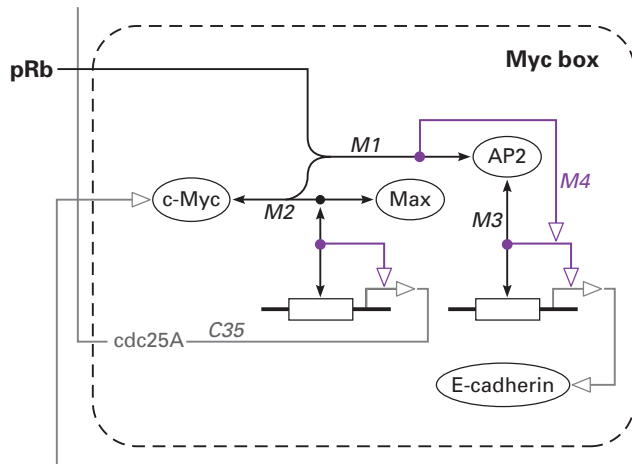 Myc box
pRb
M1
AP2
M4
c-Myc
M2
Max
M3
cdc25A
C35
E-cadherin